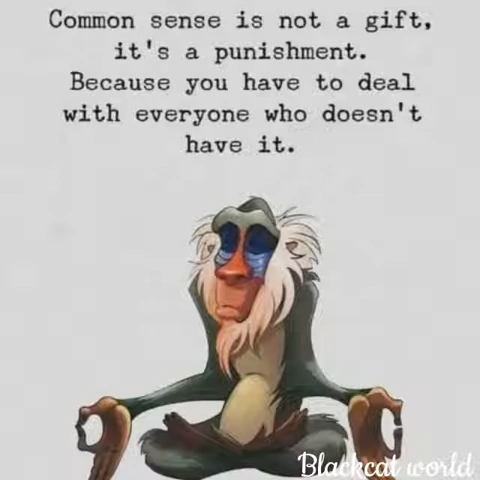 Common sense is not a gift,
it's a punishment.
Because you have to deal
with everyone who doesn't
have it.
Blackcat world